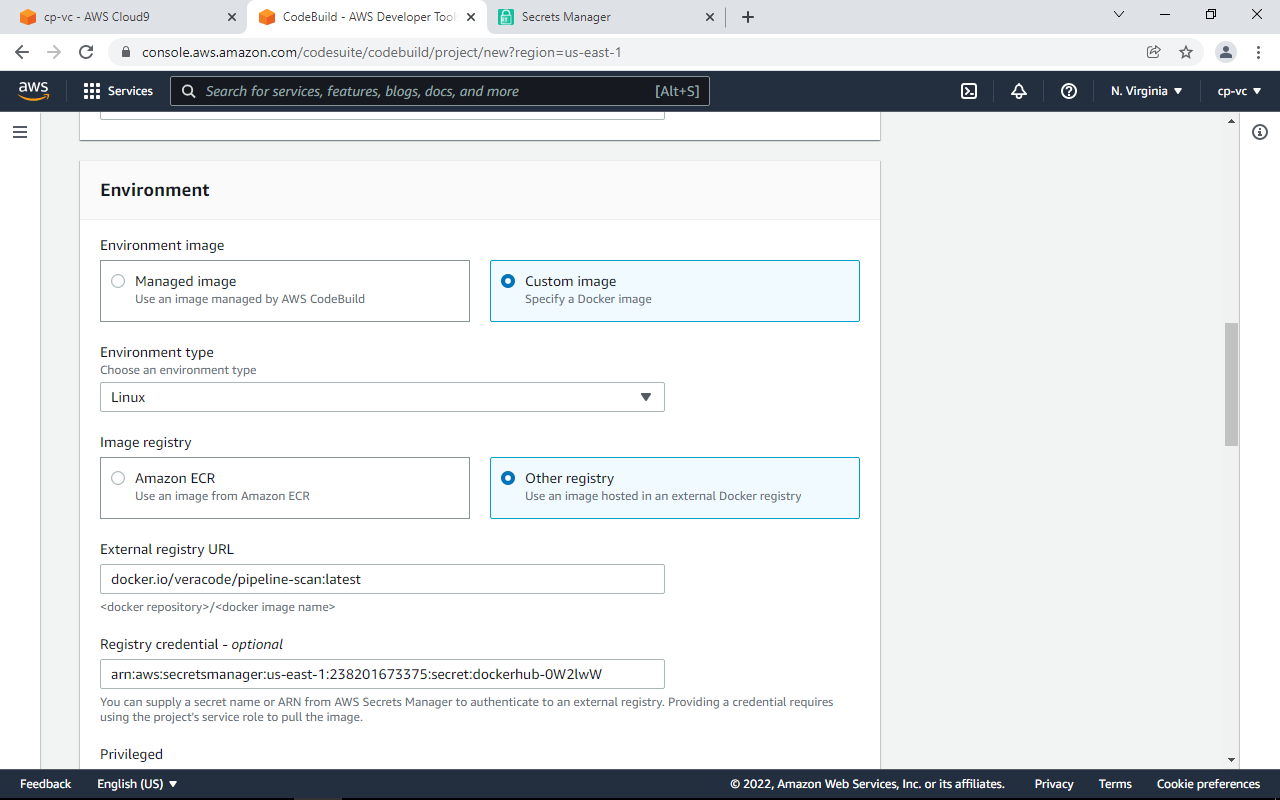 cp-vc - AWS Cloud9
CodeBuild - AWS Developer Tool
Secrets Manager
console.aws.amazon.com/codesuite/codebuild/project/new?region=us-east-1
aws
Services
Search for services, features, blogs, docs, and more
[Alt+S]
N. Virginia
cp-vc
Environment
Environment image
Managed image
Use an image managed by AWS CodeBuild
Custom image
Specify a Docker image
Environment type
Choose an environment type
Linux
Image registry
Amazon ECR
Use an image from Amazon ECR
Other registry
Use an image hosted in an external Docker registry
External registry URL
docker.io/veracode/pipeline-scan:latest
<docker repository>/<docker image name>
Registry credential - optional
arn:aws:secretsmanager:us-east-1:238201673375:secret:dockerhub-0W2lwW
You can supply a secret name or ARN from AWS Secrets Manager to authenticate to an external registry. Providing a credential requires
using the project's service role to pull the image.
Privileged
Feedback
English (US)
© 2022, Amazon Web Services, Inc. or its affiliates.
Privacy
Terms
Cookie preferences